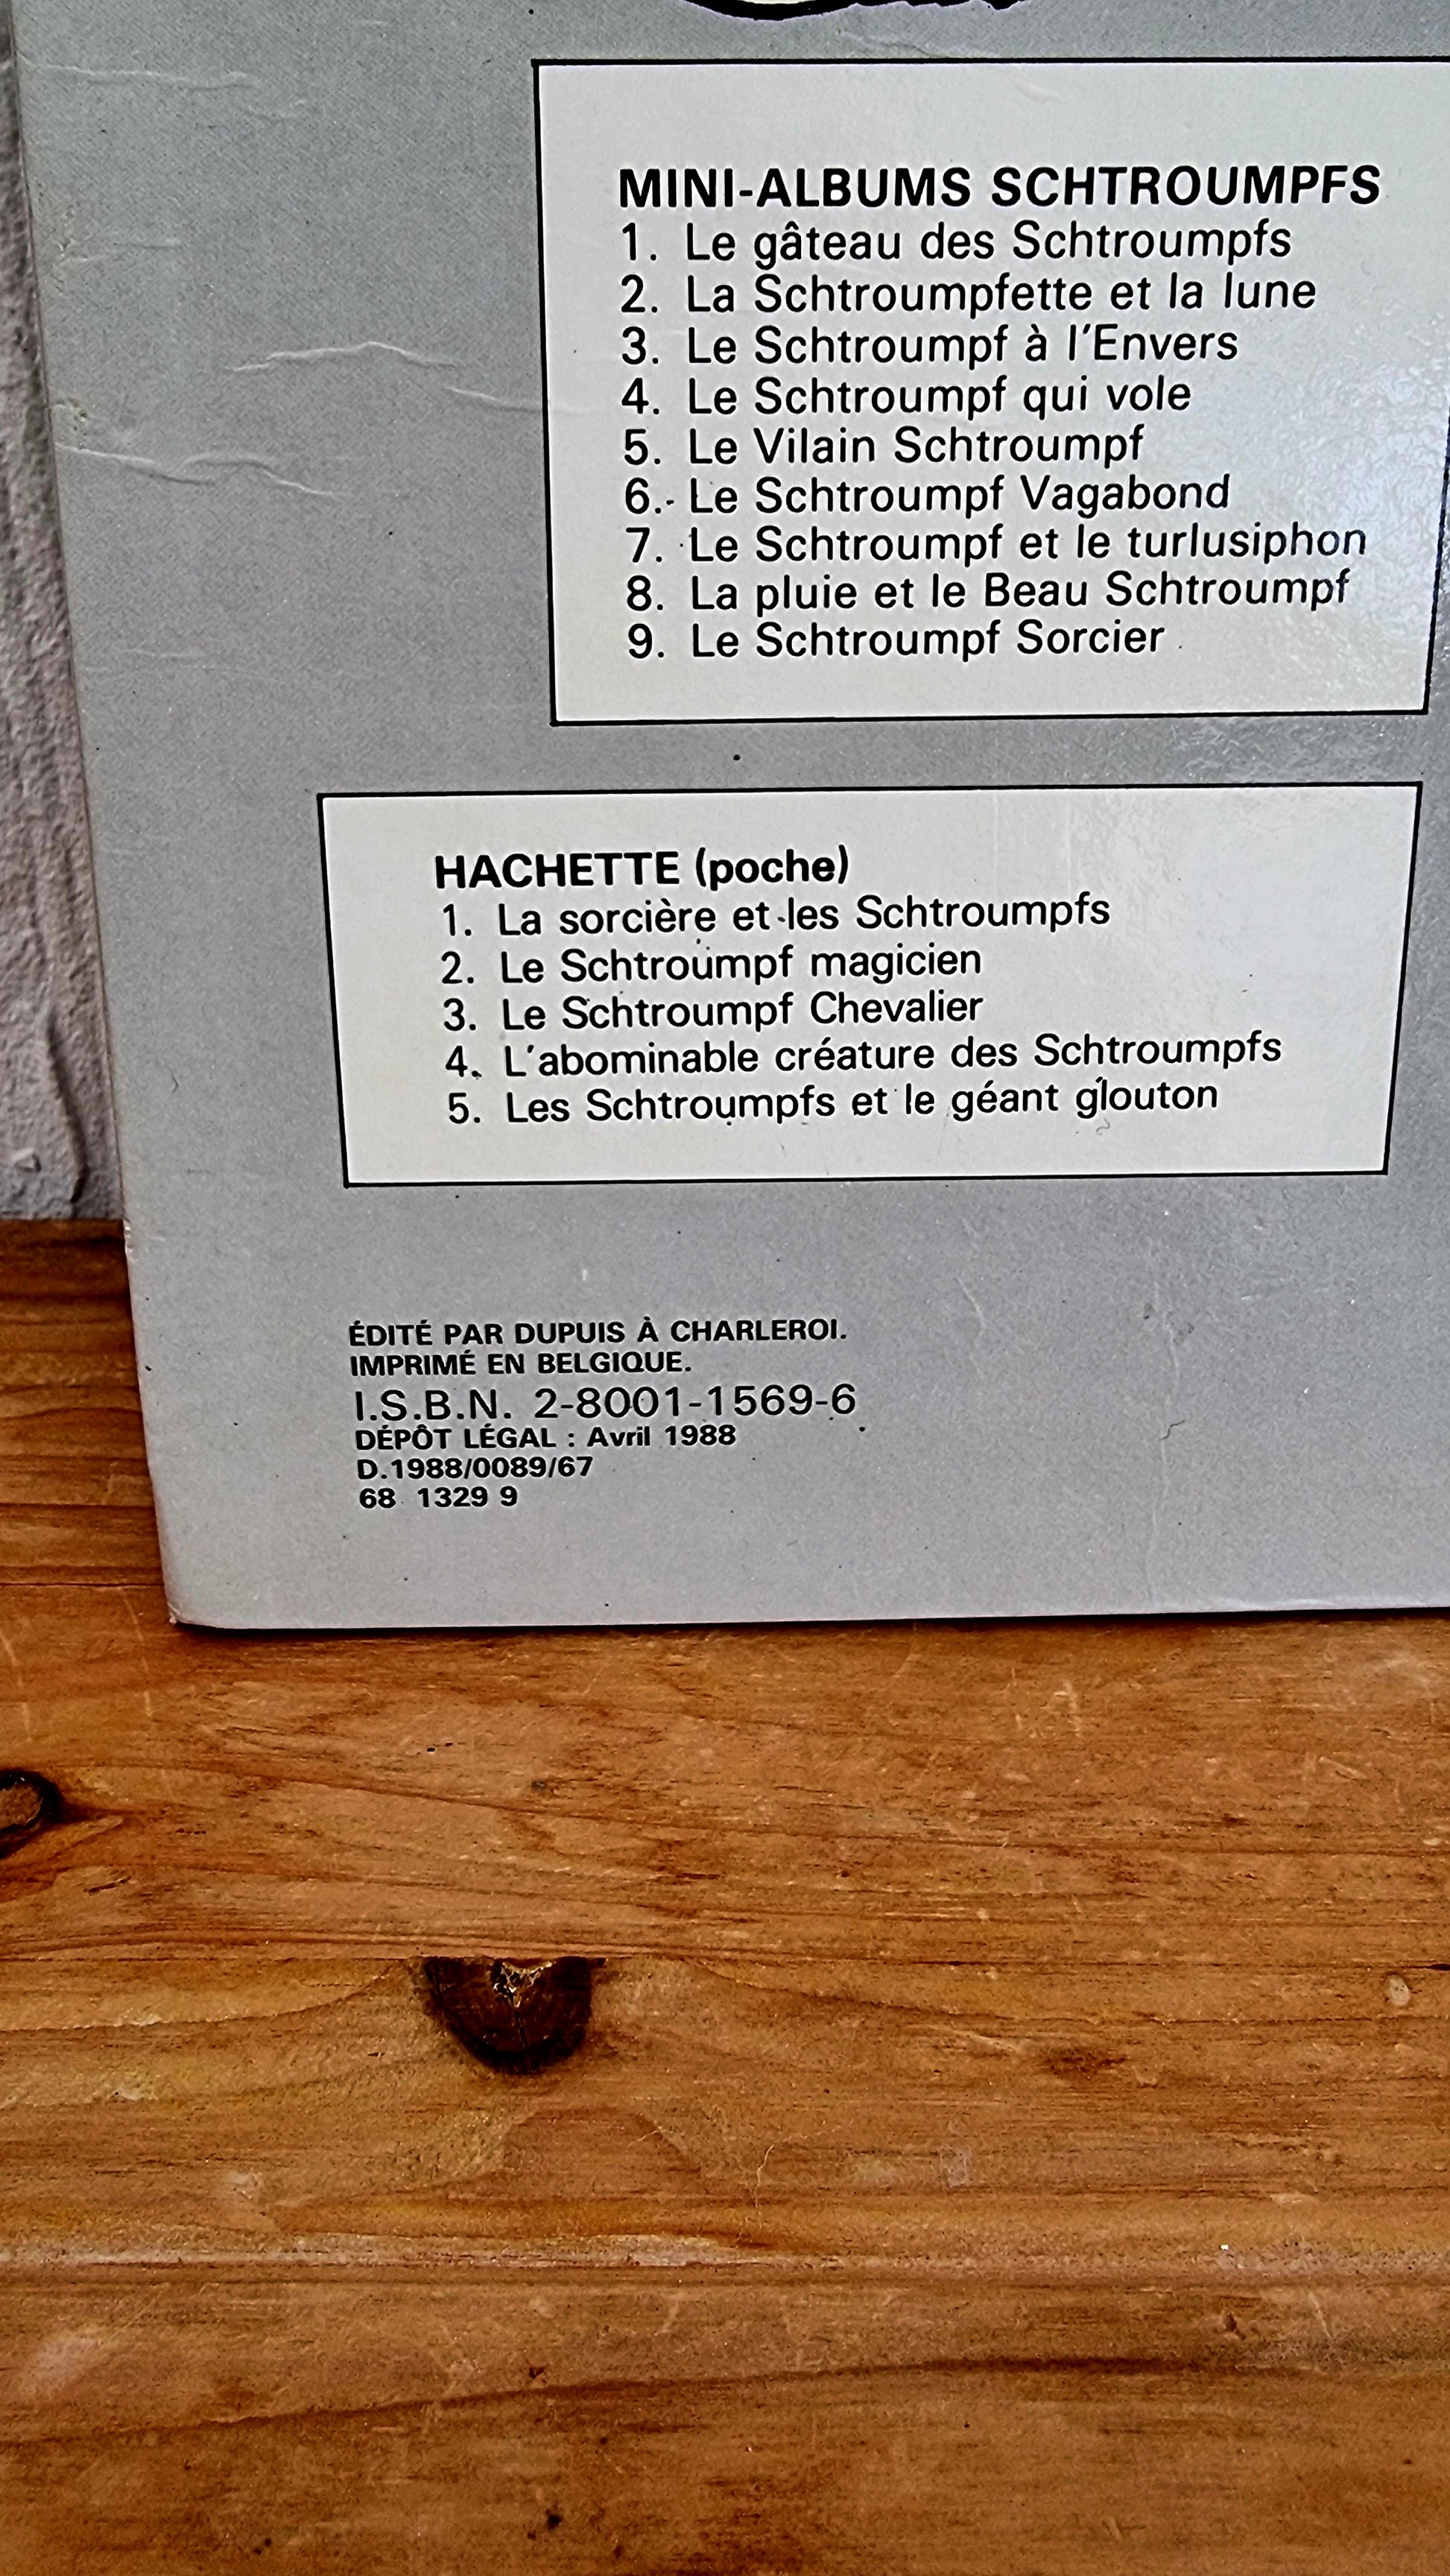 MINI-ALBUMS SCHTROUMPFS
1. Le gâteau des Schtroumpfs
2. La Schtroumpfette et la lune
3. Le Schtroumpf à l'Envers
4. Le Schtroumpf qui vole
5. Le Vilain Schtroumpf
6. Le Schtroumpf Vagabond
7. Le Schtroumpf et le turlusiphon
8. La pluie et le Beau Schtroumpf
9. Le Schtroumpf Sorcier
HACHETTE (poche)
1. La sorcière et les Schtroumpfs
2. Le Schtroumpf magicien
3. Le Schtroumpf Chevalier
4. L'abominable créature des Schtroumpfs
5. Les Schtroumpfs et le géant glouton
ÉDITÉ PAR DUPUIS À CHARLEROI.
IMPRIMÉ EN BELGIQUE.
I.S.B.N. 2-8001-1569-6
DÉPÔT LÉGAL : Avril 1988
D.1988/0089/67
68 1329 9